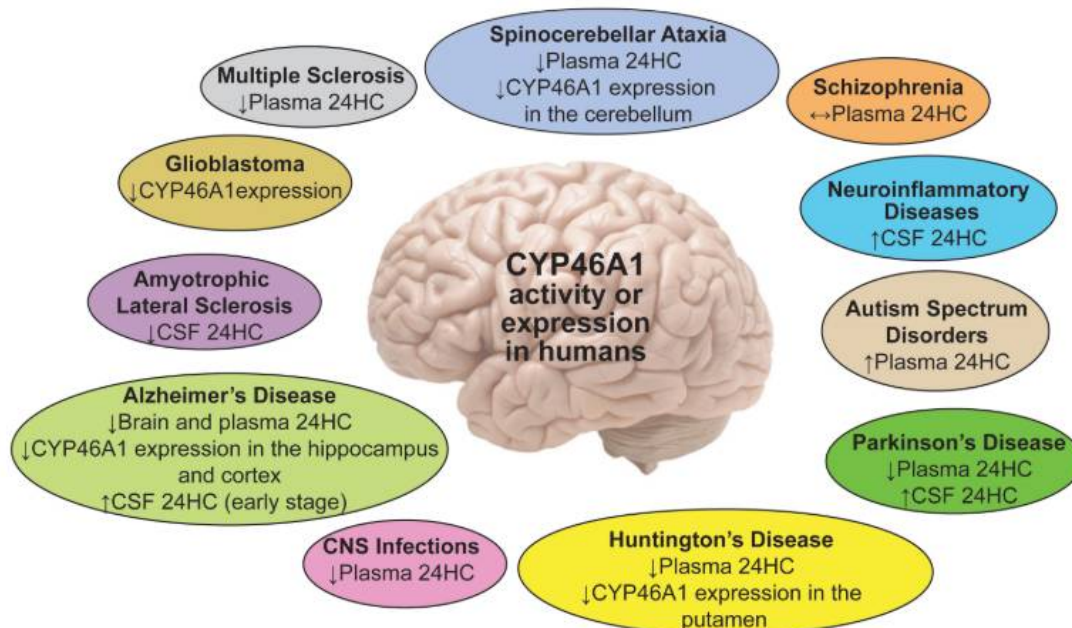 Spinocerebellar Ataxia
↓Plasma 24HC
↓CYP46A1 expression
in the cerebellum
Multiple Sclerosis
↓Plasma 24HC
Schizophrenia
↔Plasma 24HC
Glioblastoma
↓CYP46A1expression
Neuroinflammatory
Diseases
↑CSF 24HC
CYP46A1
activity or
expression
in humans
Amyotrophic
Lateral Sclerosis
↓CSF 24HC
Autism Spectrum
Disorders
↑Plasma 24HC
Alzheimer's Disease
↓Brain and plasma 24HC
↓CYP46A1 expression in the hippocampus
and cortex
↑CSF 24HC (early stage)
Parkinson's Disease
↓Plasma 24HC
↑CSF 24HC
CNS Infections
↓Plasma 24HC
Huntington's Disease
↓Plasma 24HC
↓CYP46A1 expression in the
putamen